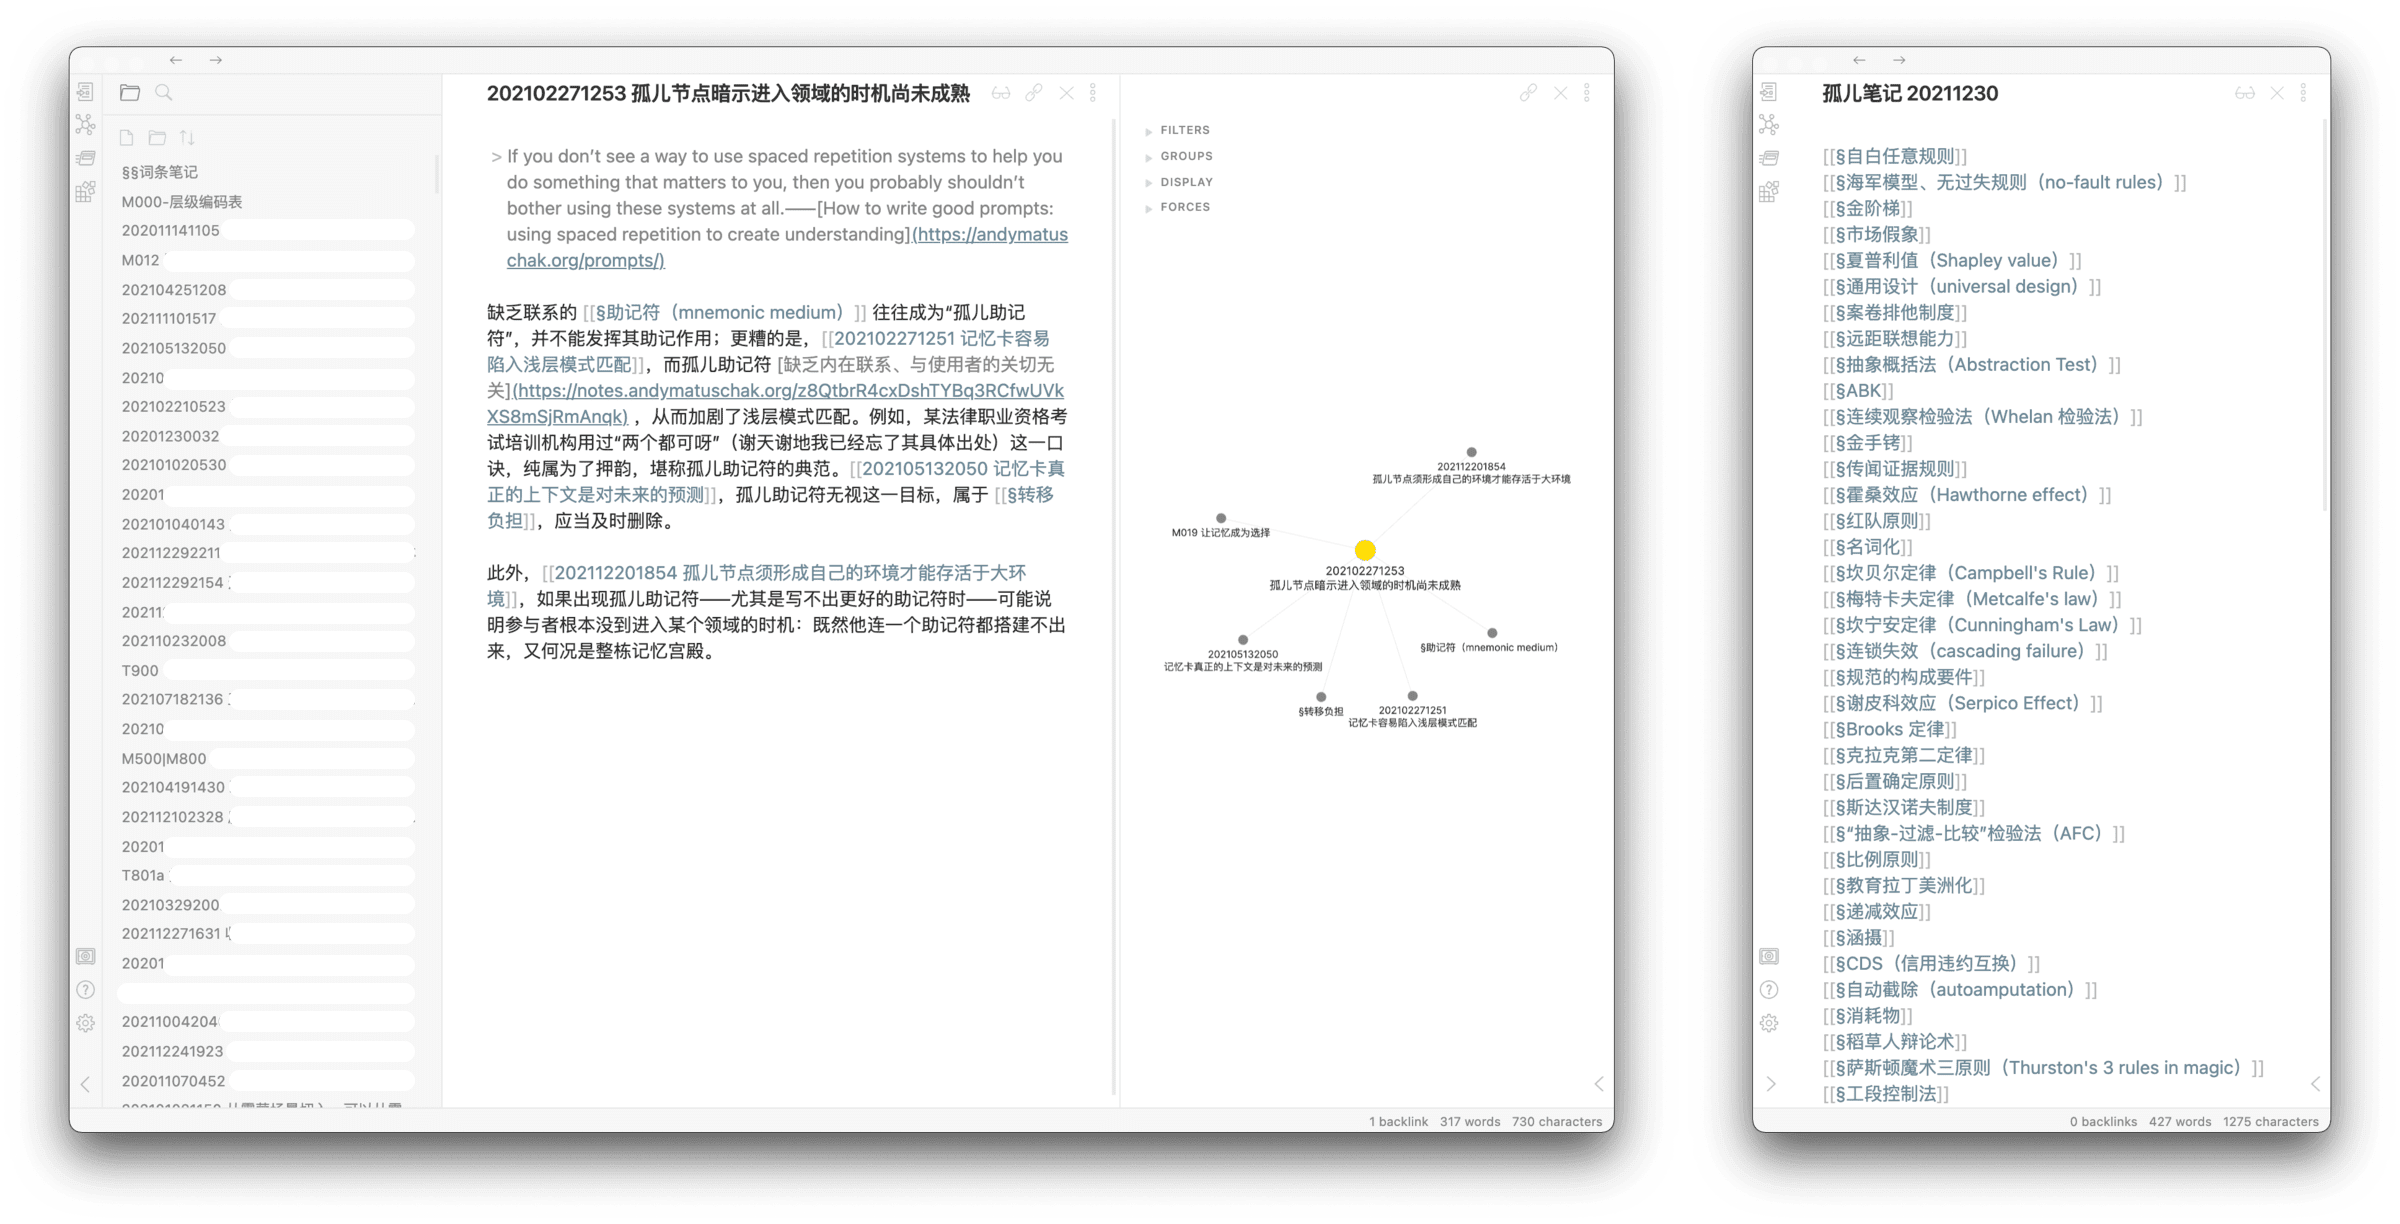 202102271253 孤儿节点暗示进入领域的时机尚未成熟
§§词条笔记
M000-层级编码表
202011141105
M012
202104251208
202111101517
202105132050
20210
202102210523
20201230032
202101020530
20201
202101040143
202112292211
202112292154
20211
202110232008
T900
202107182136
20210
M500|M800
202104191430
202112102328
20201
T801a
20210329200
202112271631
20201
20211004204
202112241923
202011070452
> If you don’t see a way to use spaced repetition systems to help you
do something that matters to you, then you probably shouldn’t
bother using these systems at all.——[How to write good prompts:
using spaced repetition to create understanding](https://andymatus
chak.org/prompts/)
缺乏联系的 [[§助记符（mnemonic medium）]] 往往成为“孤儿助记
符”，并不能发挥其助记作用；更糟的是，[[202102271251 记忆卡容易
陷入浅层模式匹配]]，而孤儿助记符 [缺乏内在联系、与使用者的关切无
关](https://notes.andymatuschak.org/z8QtbrR4cxDshTYBq3RCfwUVk
XS8mSjRmAnqk)，从而加剧了浅层模式匹配。例如，某法律职业资格考
试培训机构用过“两个都可呀”（谢天谢地我已经忘了其具体出处）这一口
诀，纯属为了押韵，堪称孤儿助记符的典范。[[202105132050 记忆卡真
正的上下文是对未来的预测]]，孤儿助记符无视这一目标，属于 [[§转移
负担]]，应当及时删除。
此外，[[202112201854 孤儿节点须形成自己的环境才能存活于大环
境]]，如果出现孤儿助记符——尤其是写不出更好的助记符时——可能说
明参与者根本没到进入某个领域的时机：既然他连一个助记符都搭建不出
来，又何况是整栋记忆宫殿。
FILTERS
GROUPS
DISPLAY
FORCES
202112201854
孤儿节点须形成自己的环境才能存活于大环境
M019 让记忆成为选择
202102271253
孤儿节点暗示进入领域的时机尚未成熟
§助记符（mnemonic medium）
202105132050
记忆卡真正的上下文是对未来的预测
§转移负担
202102271251
记忆卡容易陷入浅层模式匹配
1 backlink 317 words 730 characters
孤儿笔记 20211230
[[§自白任意规则]]
[[§海军模型、无过失规则（no-fault rules）]]
[[§金阶梯]]
[[§市场假象]]
[[§夏普利值（Shapley value）]]
[[§通用设计（universal design）]]
[[§案卷排他制度]]
[[§远距联想能力]]
[[§抽象概括法（Abstraction Test）]]
[[§ABK]]
[[§连续观察检验法（Whelan 检验法）]]
[[§金手铐]]
[[§传闻证据规则]]
[[§霍桑效应（Hawthorne effect）]]
[[§红队原则]]
[[§名词化]]
[[§坎贝尔定律（Campbell's Rule）]]
[[§梅特卡夫定律（Metcalfe's law）]]
[[§坎宁安定律（Cunningham's Law）]]
[[§连锁失效（cascading failure）]]
[[§规范的构成要件]]
[[§谢皮科效应（Serpico Effect）]]
[[§Brooks 定律]]
[[§克拉克第二定律]]
[[§后置确定原则]]
[[§斯达汉诺夫制度]]
[[§“抽象-过滤-比较”检验法（AFC）]]
[[§比例原则]]
[[§教育拉丁美洲化]]
[[§递减效应]]
[[§涵摄]]
[[§CDS（信用违约互换）]]
[[§自动截除（autoamputation）]]
[[§消耗物]]
[[§稻草人辩论术]]
[[§萨斯顿魔术三原则（Thurston's 3 rules in magic）]]
[[§工段控制法]]
0 backlinks 427 words 1275 characters